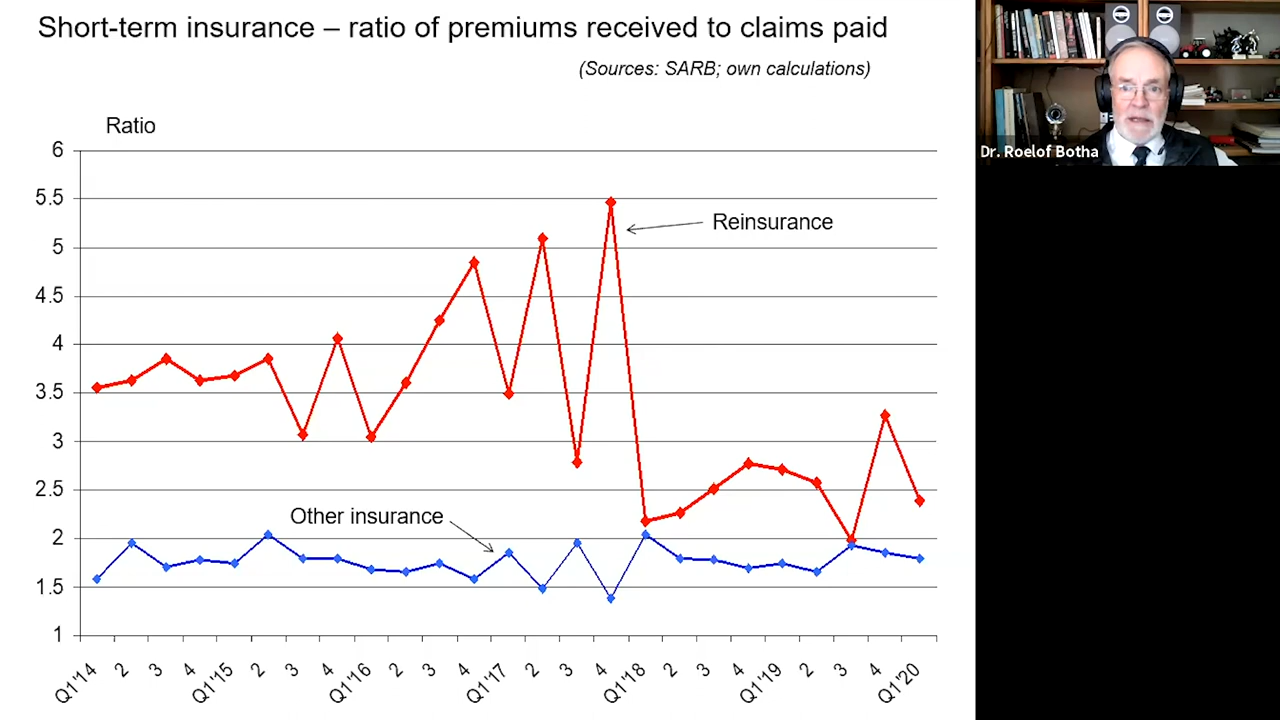 Short-term insurance – ratio of premiums received to claims paid
(Sources: SARB; own calculations)
Ratio
6
5.5
5
4.5
4
3.5
3
2.5
2
1.5
1
Reinsurance
Other insurance
Q1'14 2 3 4 Q1'15 2 3 4 Q1'16 2 3 4 Q1'17 2 3 4 Q1'18 2 3 4 Q1'19 2 3 4 Q1'20
Dr. Roelof Botha